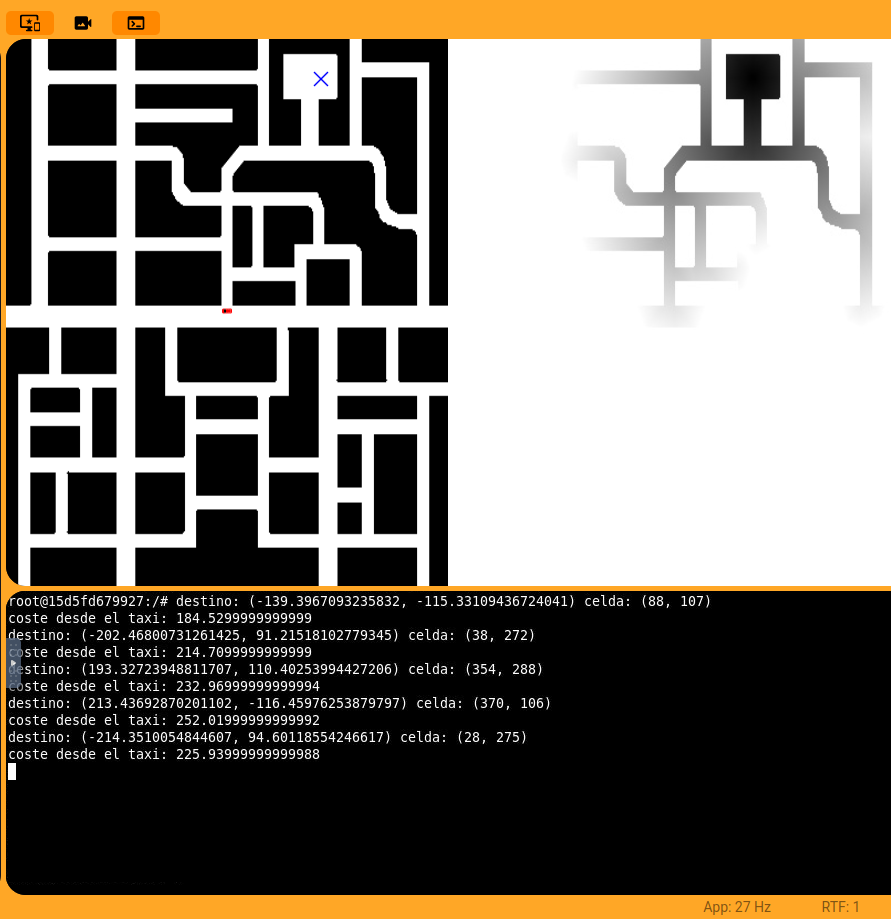 root@15d5fd679927:/# destino: (-139.3967093235832, -115.33109436724041) celda: (88, 107)
coste desde el taxi: 184.5299999999999
destino: (-202.46800731261425, 91.21518102779345) celda: (38, 272)
coste desde el taxi: 214.7099999999999
destino: (193.32723948811707, 110.40253994427206) celda: (354, 288)
coste desde el taxi: 232.96999999999994
destino: (213.43692870201102, -116.45976253879797) celda: (370, 106)
coste desde el taxi: 252.01999999999992
destino: (-214.3510054844607, 94.60118554246617) celda: (28, 275)
coste desde el taxi: 225.93999999999988
App: 27 Hz
RTF: 1